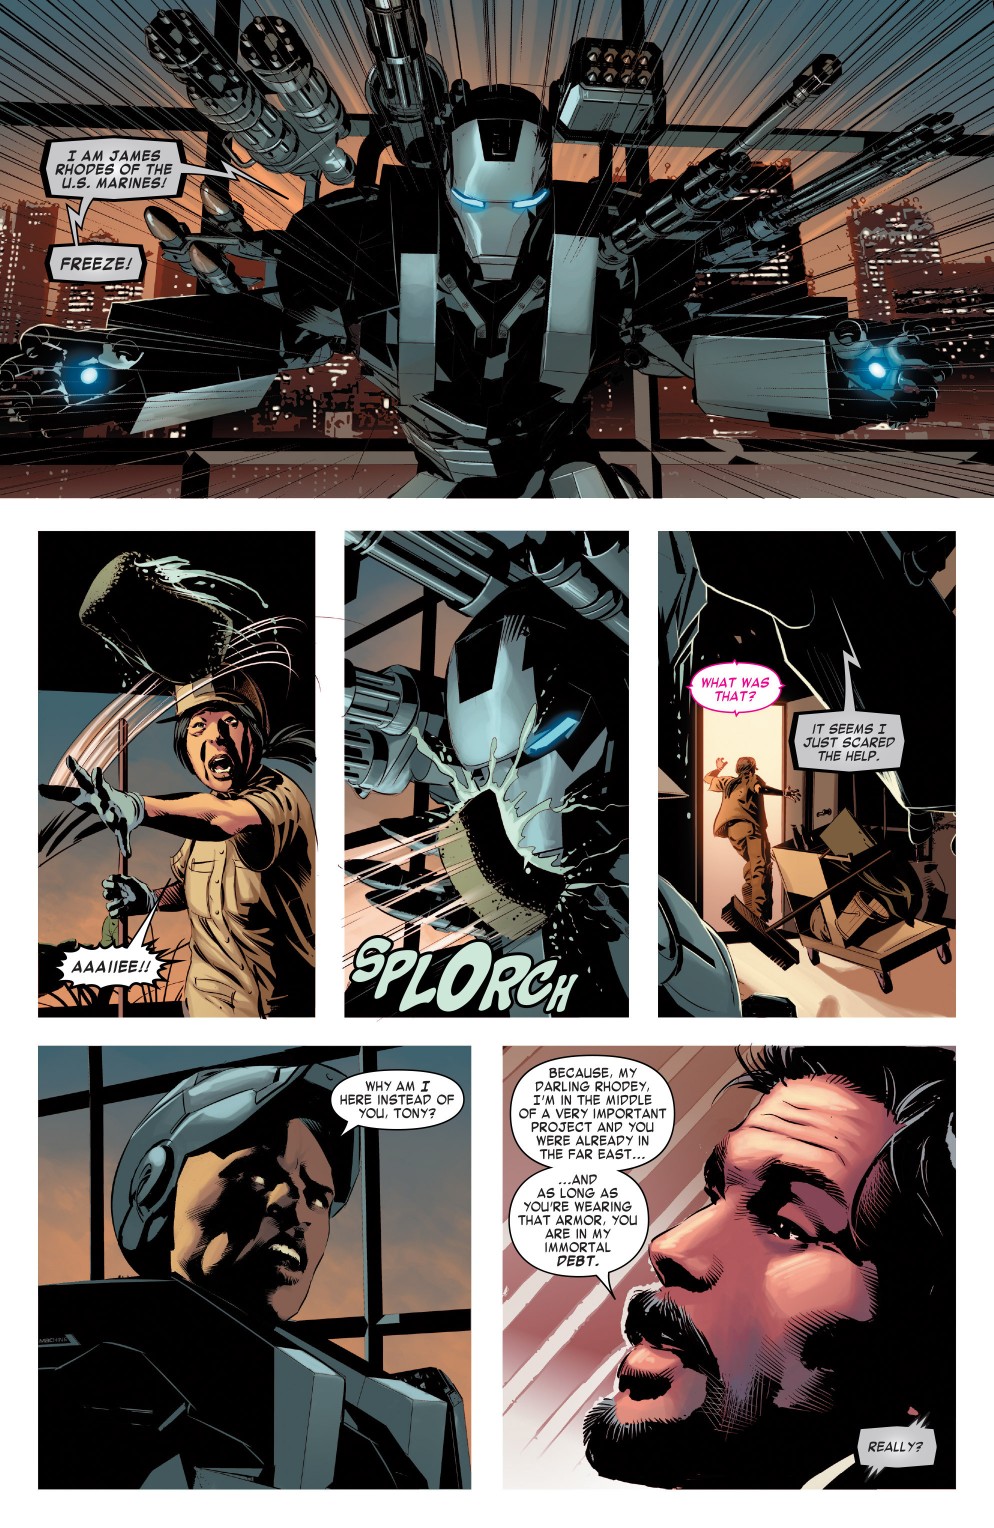 I AM JAMES
RHODES OF THE
U.S. MARINES!
FREEZE!
AAAIIEE!!
SPLORCH
WHAT WAS
THAT?
IT SEEMS I
JUST SCARED
THE HELP.
WHY AM I
HERE INSTEAD OF
YOU, TONY?
MACHINE
BECAUSE, MY
DARLING RHODEY,
I'M IN THE MIDDLE
OF A VERY IMPORTANT
PROJECT AND YOU
WERE ALREADY IN
THE FAR EAST...
...AND
AS LONG AS
YOU'RE WEARING
THAT ARMOR, YOU
ARE IN MY
IMMORTAL
DEBT.
REALLY?